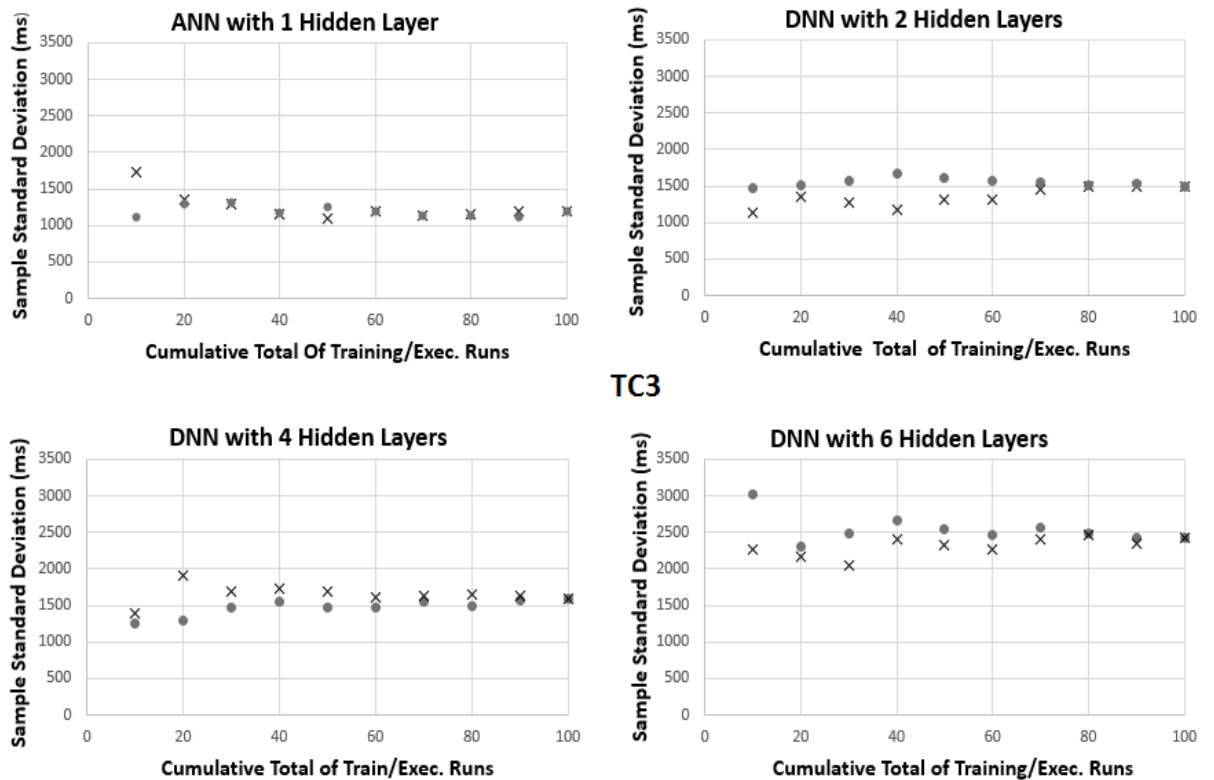 ANN with 1 Hidden Layer
Sample Standard Deviation (ms)
3500
3000
2500
2000
1500
1000
500
0
0 20 40 60 80 100
Cumulative Total Of Training/Exec. Runs
DNN with 2 Hidden Layers
Sample Standard Deviation (ms)
3500
3000
2500
2000
1500
1000
500
0
0 20 40 60 80 100
Cumulative Total of Training/Exec. Runs
TC3
DNN with 4 Hidden Layers
Sample Standard Deviation (ms)
3500
3000
2500
2000
1500
1000
500
0
0 20 40 60 80 100
Cumulative Total of Train/Exec. Runs
DNN with 6 Hidden Layers
Sample Standard Deviation (ms)
3500
3000
2500
2000
1500
1000
500
0
0 20 40 60 80 100
Cumulative Total of Training/Exec. Runs